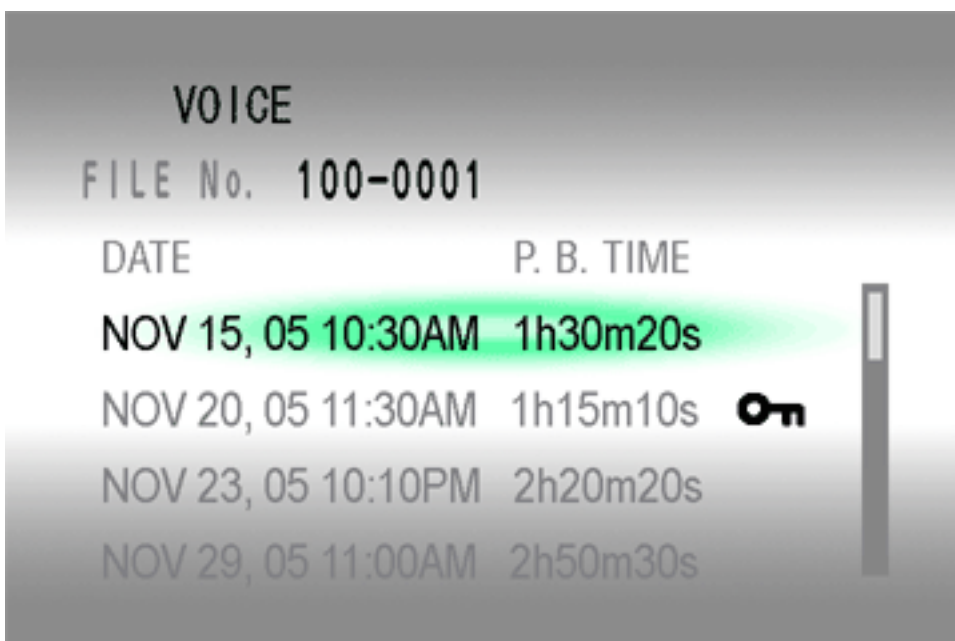 VOICE
FILE No. 100-0001
DATE P. B. TIME
NOV 15, 05 10:30AM 1h30m20s
NOV 20, 05 11:30AM 1h15m10s
NOV 23, 05 10:10PM 2h20m20s
NOV 29, 05 11:00AM 2h50m30s